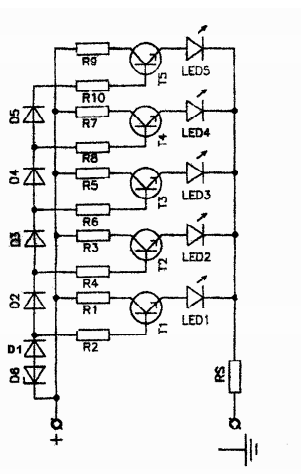 R9
R10
T5
LED5
D5
R7
R8
T4
LED4
D4
R5
R6
T3
LED3
D3
R3
R4
T2
LED2
D2
R1
R2
T1
LED1
D1
D6
RS
+